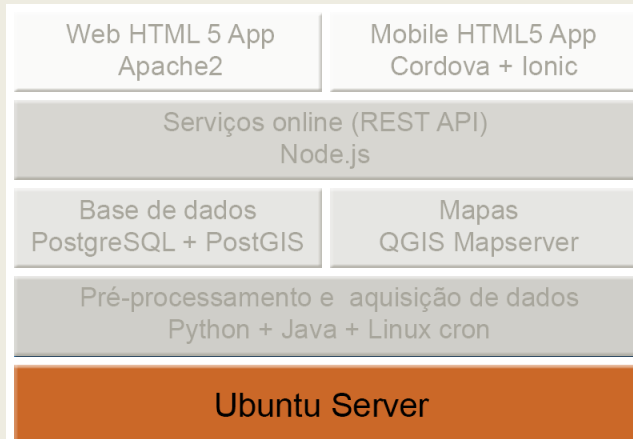 Web HTML 5 App
Apache2
Mobile HTML5 App
Cordova + Ionic
Serviços online (REST API)
Node.js
Base de dados
PostgreSQL + PostGIS
Mapas
QGIS Mapserver
Pré-processamento e aquisição de dados
Python + Java + Linux cron
Ubuntu Server